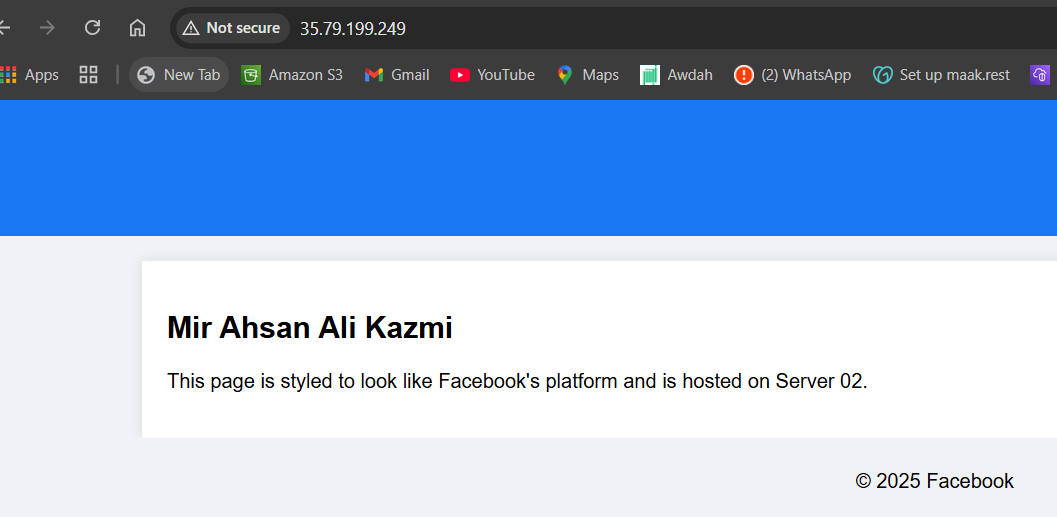 Not secure 35.79.199.249
Apps New Tab Amazon S3 Gmail YouTube Maps Awdah (2) WhatsApp Set up maak.rest
Mir Ahsan Ali Kazmi
This page is styled to look like Facebook's platform and is hosted on Server 02.
© 2025 Facebook